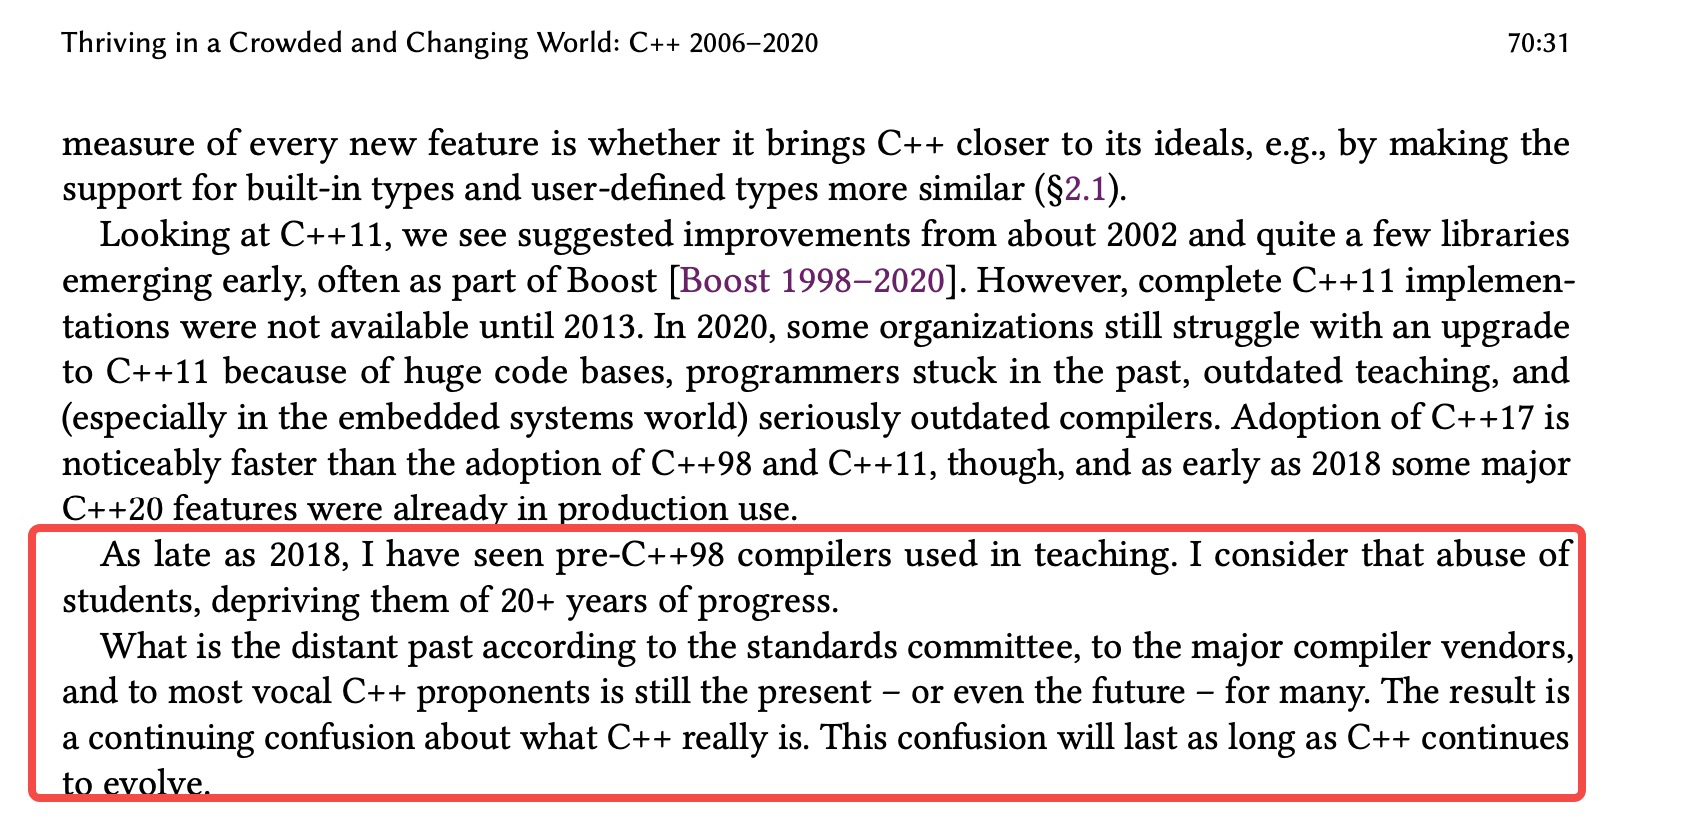 Thriving in a Crowded and Changing World: C++ 2006–2020 70:31
measure of every new feature is whether it brings C++ closer to its ideals, e.g., by making the
support for built-in types and user-defined types more similar (§2.1).
Looking at C++11, we see suggested improvements from about 2002 and quite a few libraries
emerging early, often as part of Boost [Boost 1998–2020]. However, complete C++11 implemen-
tations were not available until 2013. In 2020, some organizations still struggle with an upgrade
to C++11 because of huge code bases, programmers stuck in the past, outdated teaching, and
(especially in the embedded systems world) seriously outdated compilers. Adoption of C++17 is
noticeably faster than the adoption of C++98 and C++11, though, and as early as 2018 some major
C++20 features were already in production use.
As late as 2018, I have seen pre-C++98 compilers used in teaching. I consider that abuse of
students, depriving them of 20+ years of progress.
What is the distant past according to the standards committee, to the major compiler vendors,
and to most vocal C++ proponents is still the present – or even the future – for many. The result is
a continuing confusion about what C++ really is. This confusion will last as long as C++ continues
to evolve.